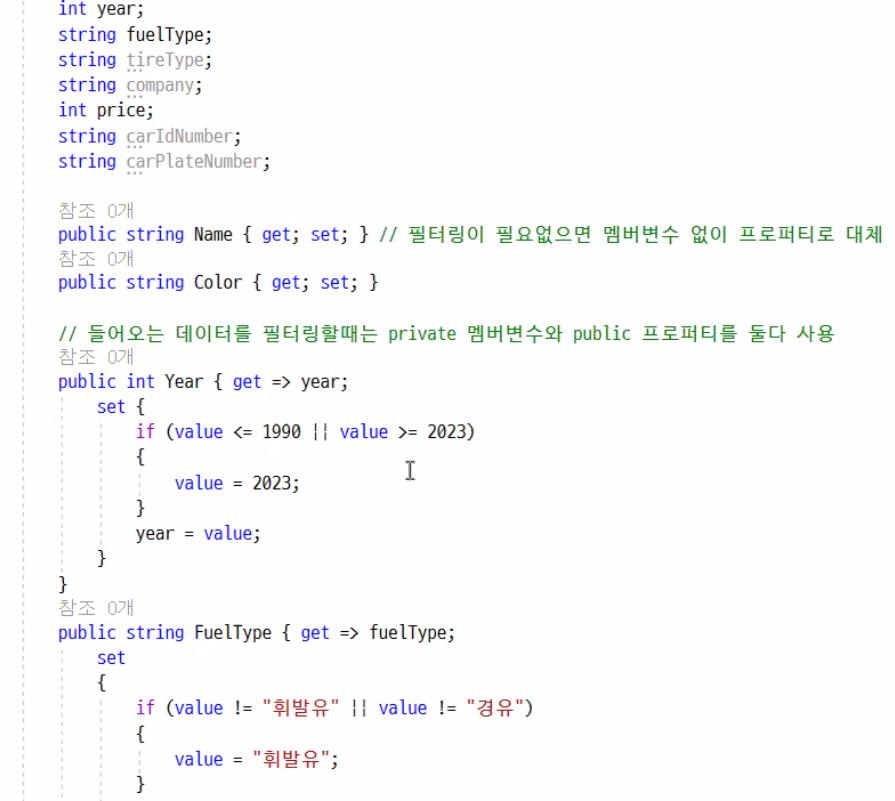 int year;
string fuelType;
string tireType;
string company;
int price;
string carIdNumber;
string carPlateNumber;
참조 0개
public string Name { get; set; } // 필터링이 필요없으면 멤버변수 없이 프로퍼티로 대체
참조 0개
public string Color { get; set; }
// 들어오는 데이터를 필터링할때는 private 멤버변수와 public 프로퍼티를 둘다 사용
참조 0개
public int Year { get => year;
set {
if (value <= 1990 || value >= 2023)
{
value = 2023;
}
year = value;
}
}
참조 0개
public string FuelType { get => fuelType;
set
{
if (value != "휘발유" || value != "경유")
{
value = "휘발유";
}